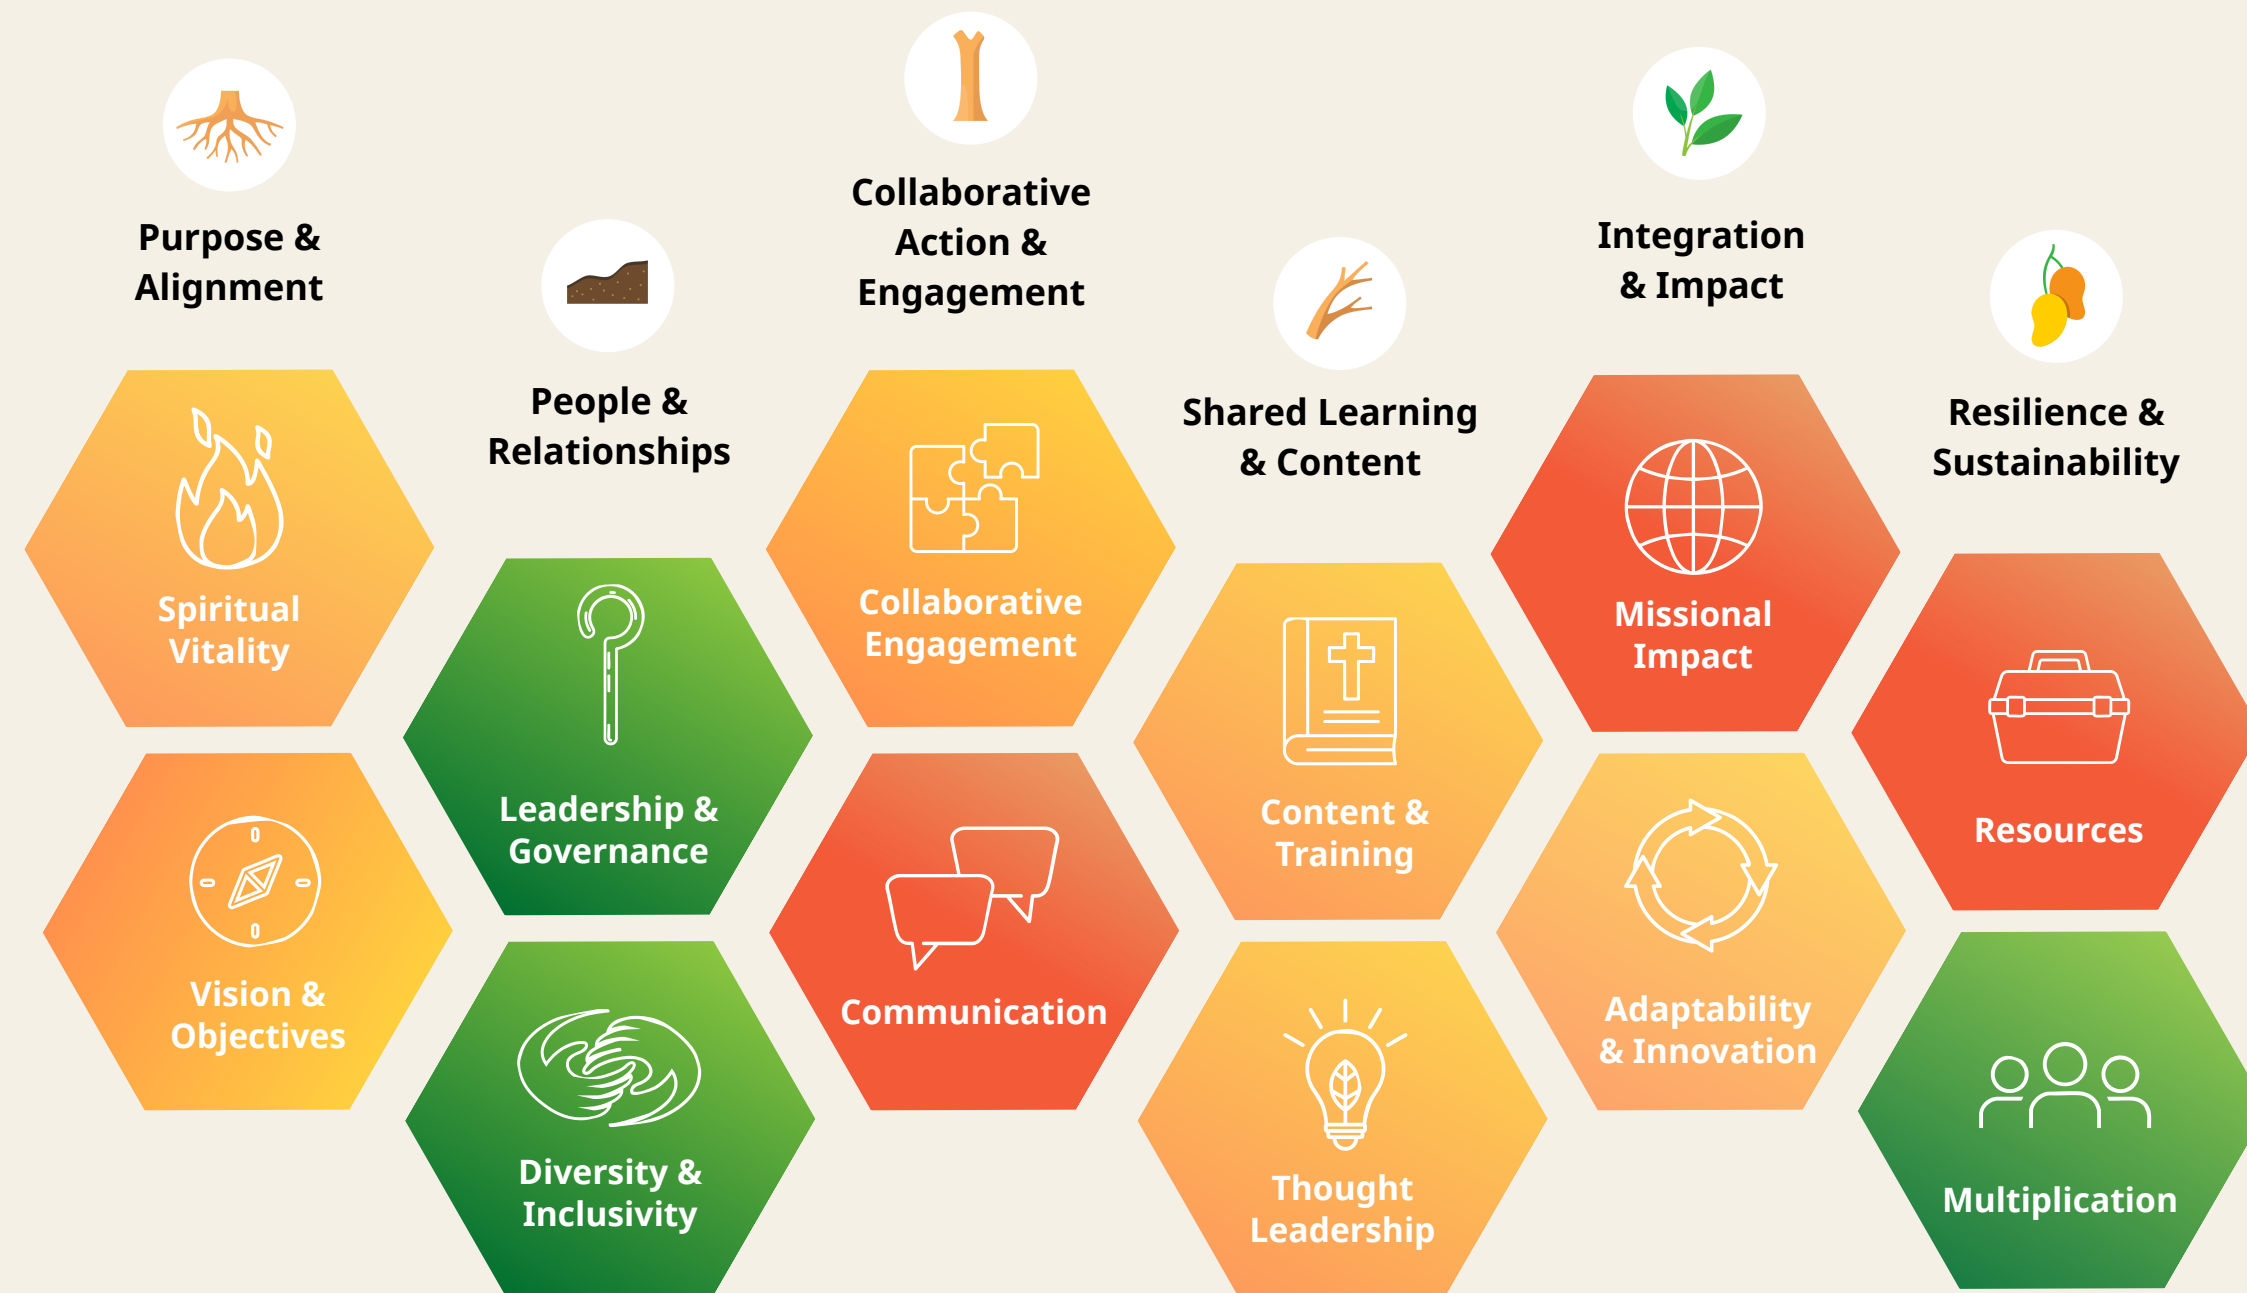 Purpose &
Alignment
Spiritual
Vitality
Vision &
Objectives
People &
Relationships
Leadership &
Governance
Diversity &
Inclusivity
Collaborative
Action &
Engagement
Collaborative
Engagement
Communication
Shared Learning
& Content
Content &
Training
Thought
Leadership
Integration
& Impact
Missional
Impact
Adaptability
& Innovation
Resilience &
Sustainability
Resources
Multiplication